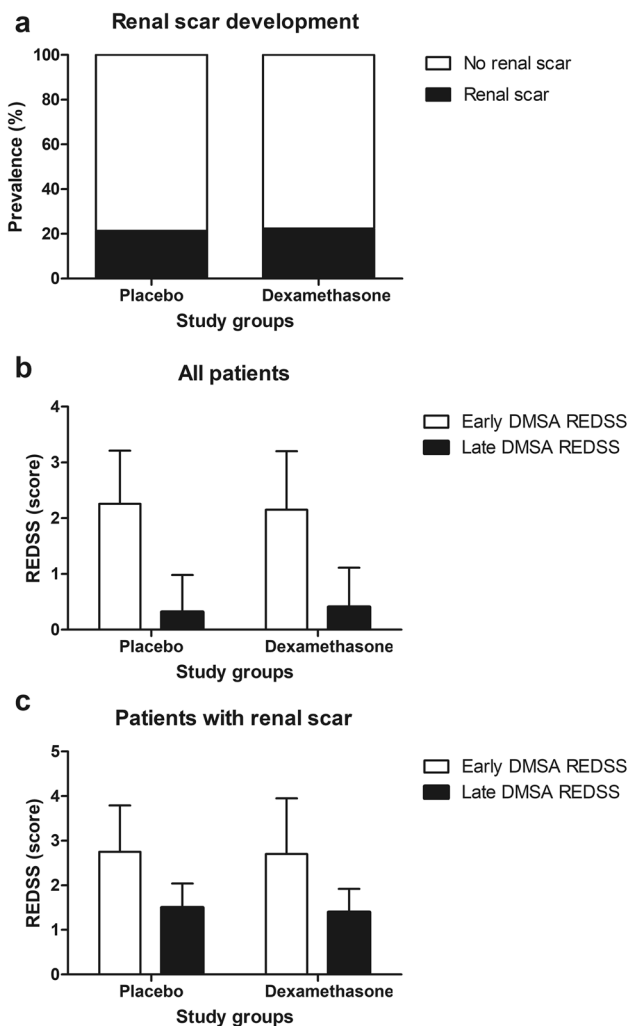 a
Renal scar development
Prevalence (%)
100
80
60
40
20
0
Placebo
Dexamethasone
Study groups
No renal scar
Renal scar
b
All patients
REDSS (score)
4
3
2
1
0
Placebo
Dexamethasone
Study groups
Early DMSA REDSS
Late DMSA REDSS
c
Patients with renal scar
REDSS (score)
5
4
3
2
1
0
Placebo
Dexamethasone
Study groups
Early DMSA REDSS
Late DMSA REDSS